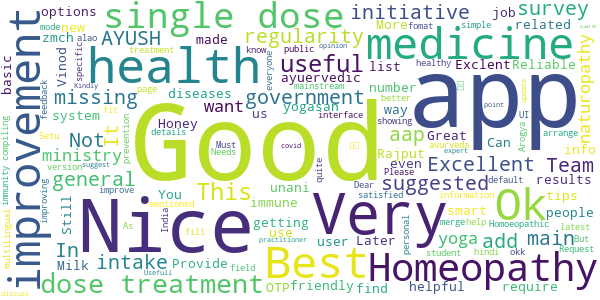 options
new
zmch
single dose
initiative
More
fomat
simple
job
survey
related
mode
alao
Kindly
AYUSH
made
regularity
medicine
basic
Vinod
specific
health
know
public
everyone
useful
list
Exclent
Reliable
missing
diseases
ayuervedic
want
government
number
better
way
naturopathy
opinion
healthy
mainstream
treatment
page
us
yogasan
aap
point
update
showing
UI
Arogya
info
improvement
feedback
system
Not
It
Honey
fit
app
Great
Can
arrange
Setu
ministry
details
prevention
Must
Needs
covid
interface
Rajput
even
Please
ayurveda
expert
version
suggest
Good
general
This
unani
quite
Excellent
Team
improve
You
India
immune
suggested
results
Dear
satisfied
default
Ok
multilingual
immunity compiling
improving
still
mentioned
Nice
Very
getting
smart
tips
information
In
use
yoga
add
main
people
As
fill
Best
user
Later
personal
mergehelp
Homoeopathic
latest
But
Request
discuss
Milk
intake
Provide
field
student
hindi
okk
dose treatment
practitioner
Usefull
OTP
friendly
find
helpful
require
Homeopathy